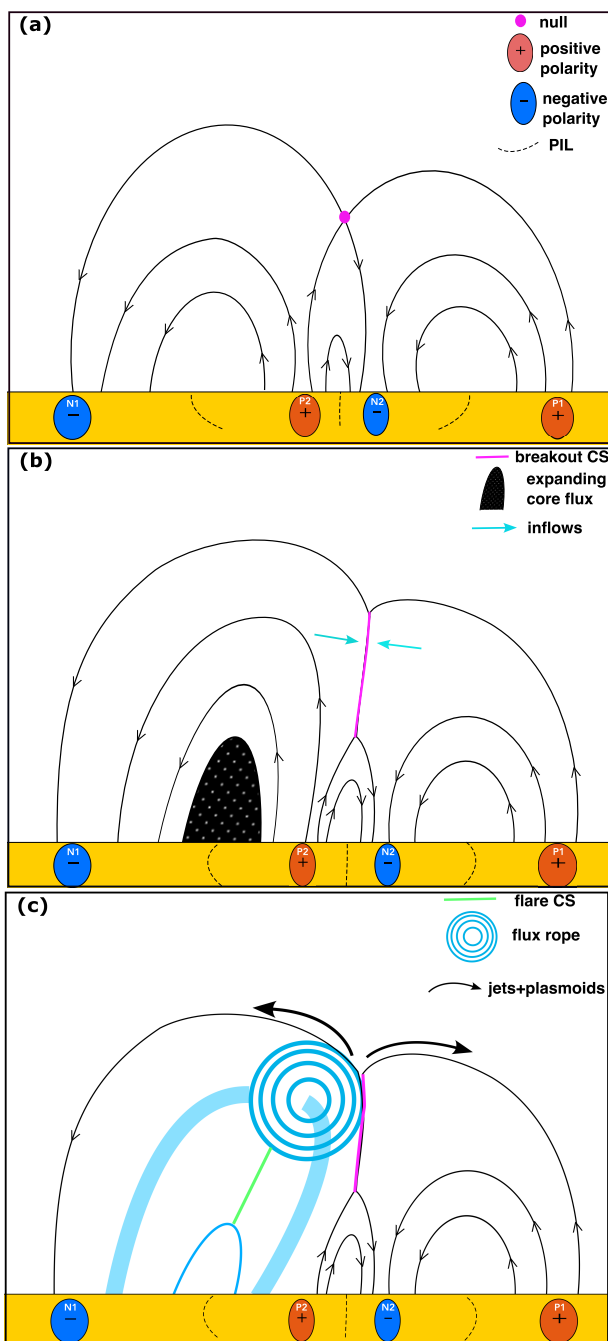 (a)
null
+
positive
polarity
-
negative
polarity
PIL
N1
-
P2
+
N2
-
P1
+
(b)
breakout CS
expanding
core flux
inflows
N1
-
P2
+
N2
-
P1
+
(c)
flare CS
flux rope
jets+plasmoids
N1
-
P2
+
N2
-
P1
+